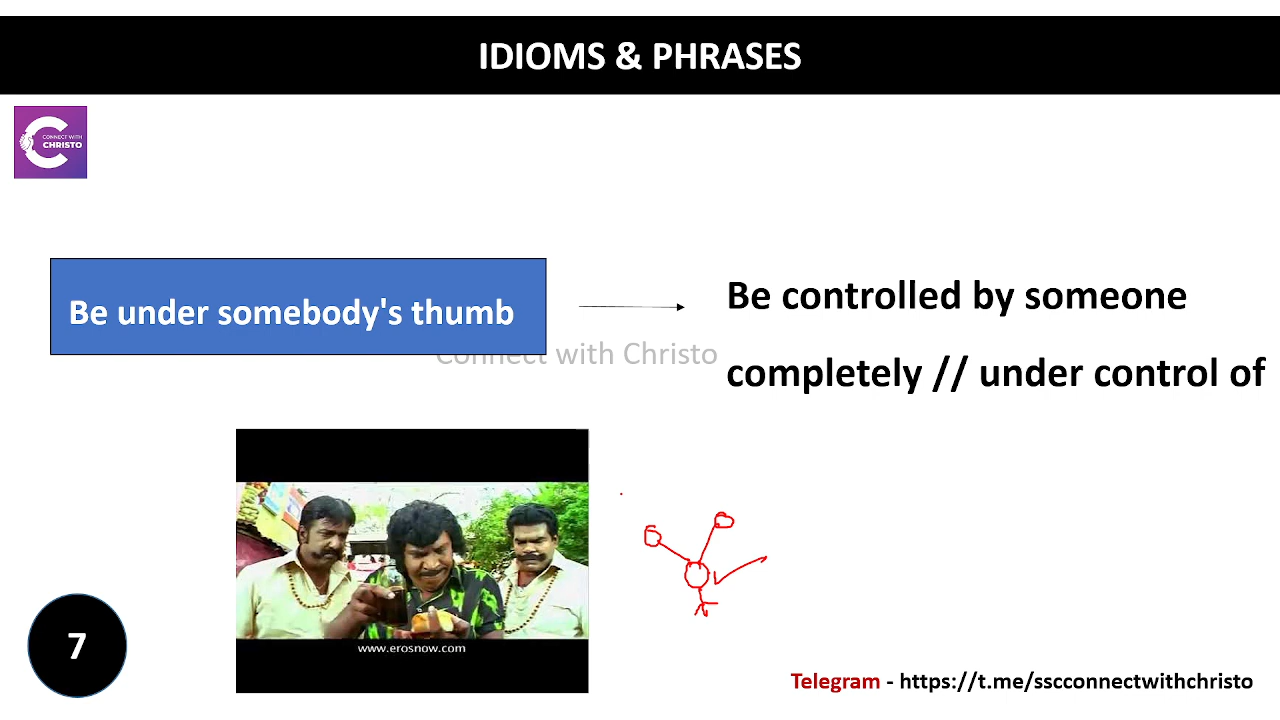 IDIOMS & PHRASES
CONNECT WITH
CHRISTO
Be under somebody's thumb
Be controlled by someone
completely // under control of
Connect with Christo
www.erosnow.com
7
Telegram - https://t.me/sscconnectwithchristo